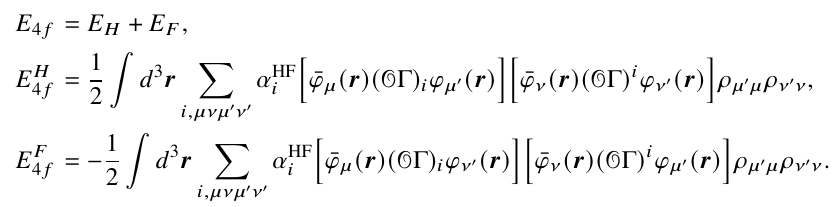 E_{4f} = E_H + E_F,
E^H_{4f} = \frac{1}{2} \int d^3\boldsymbol{r} \sum_{i,\mu\nu\mu'\nu'} \alpha_i^{\mathrm{HF}} \Big[ \bar{\varphi}_\mu(\boldsymbol{r}) (\mathcal{O}\Gamma)_i \varphi_{\mu'}(\boldsymbol{r}) \Big] \Big[ \bar{\varphi}_\nu(\boldsymbol{r}) (\mathcal{O}\Gamma)^i \varphi_{\nu'}(\boldsymbol{r}) \Big] \rho_{\mu'\mu} \rho_{\nu'\nu},
E^F_{4f} = -\frac{1}{2} \int d^3\boldsymbol{r} \sum_{i,\mu\nu\mu'\nu'} \alpha_i^{\mathrm{HF}} \Big[ \bar{\varphi}_\mu(\boldsymbol{r}) (\mathcal{O}\Gamma)_i \varphi_{\nu'}(\boldsymbol{r}) \Big] \Big[ \bar{\varphi}_\nu(\boldsymbol{r}) (\mathcal{O}\Gamma)^i \varphi_{\mu'}(\boldsymbol{r}) \Big] \rho_{\mu'\mu} \rho_{\nu'\nu}.